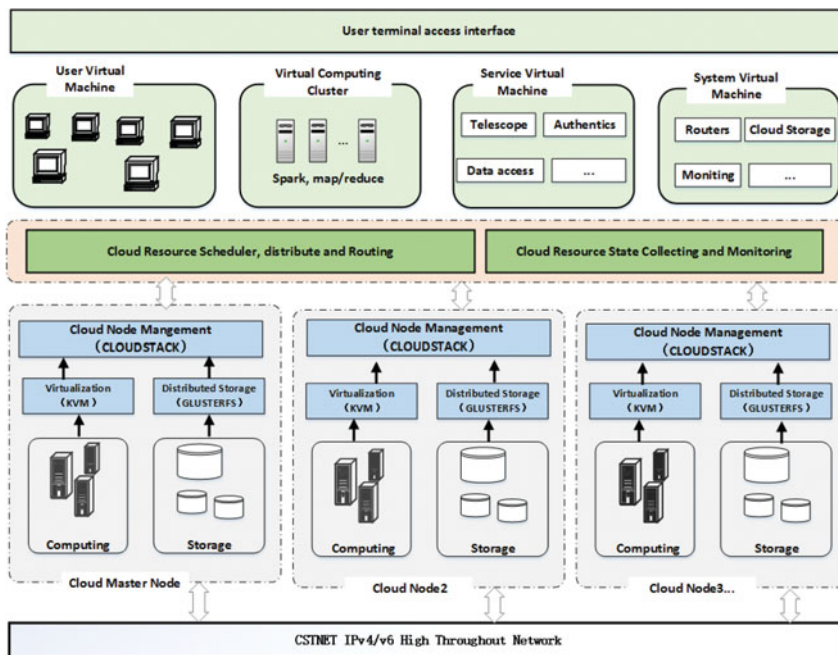 User terminal access interface
User Virtual
Machine
Virtual Computing
Cluster
...
Spark, map/reduce
Service Virtual
Machine
Telescope
Authentics
Data access
...
System Virtual
Machine
Routers
Cloud Storage
Moniting
...
Cloud Resource Scheduler, distribute and Routing
Cloud Resource State Collecting and Monitoring
Cloud Node Mangement
(CLOUDSTACK)
Virtualization
(KVM)
Distributed Storage
(GLUSTERFS)
Computing
Storage
Cloud Master Node
Cloud Node Management
(CLOUDSTACK)
Virtualization
(KVM)
Distributed Storage
(GLUSTERFS)
Computing
Storage
Cloud Node2
Cloud Node Management
(CLOUDSTACK)
Virtualization
(KVM)
Distributed Storage
(GLUSTERFS)
Computing
Storage
Cloud Node3...
CSTNET IPv4/v6 High Throughout Network